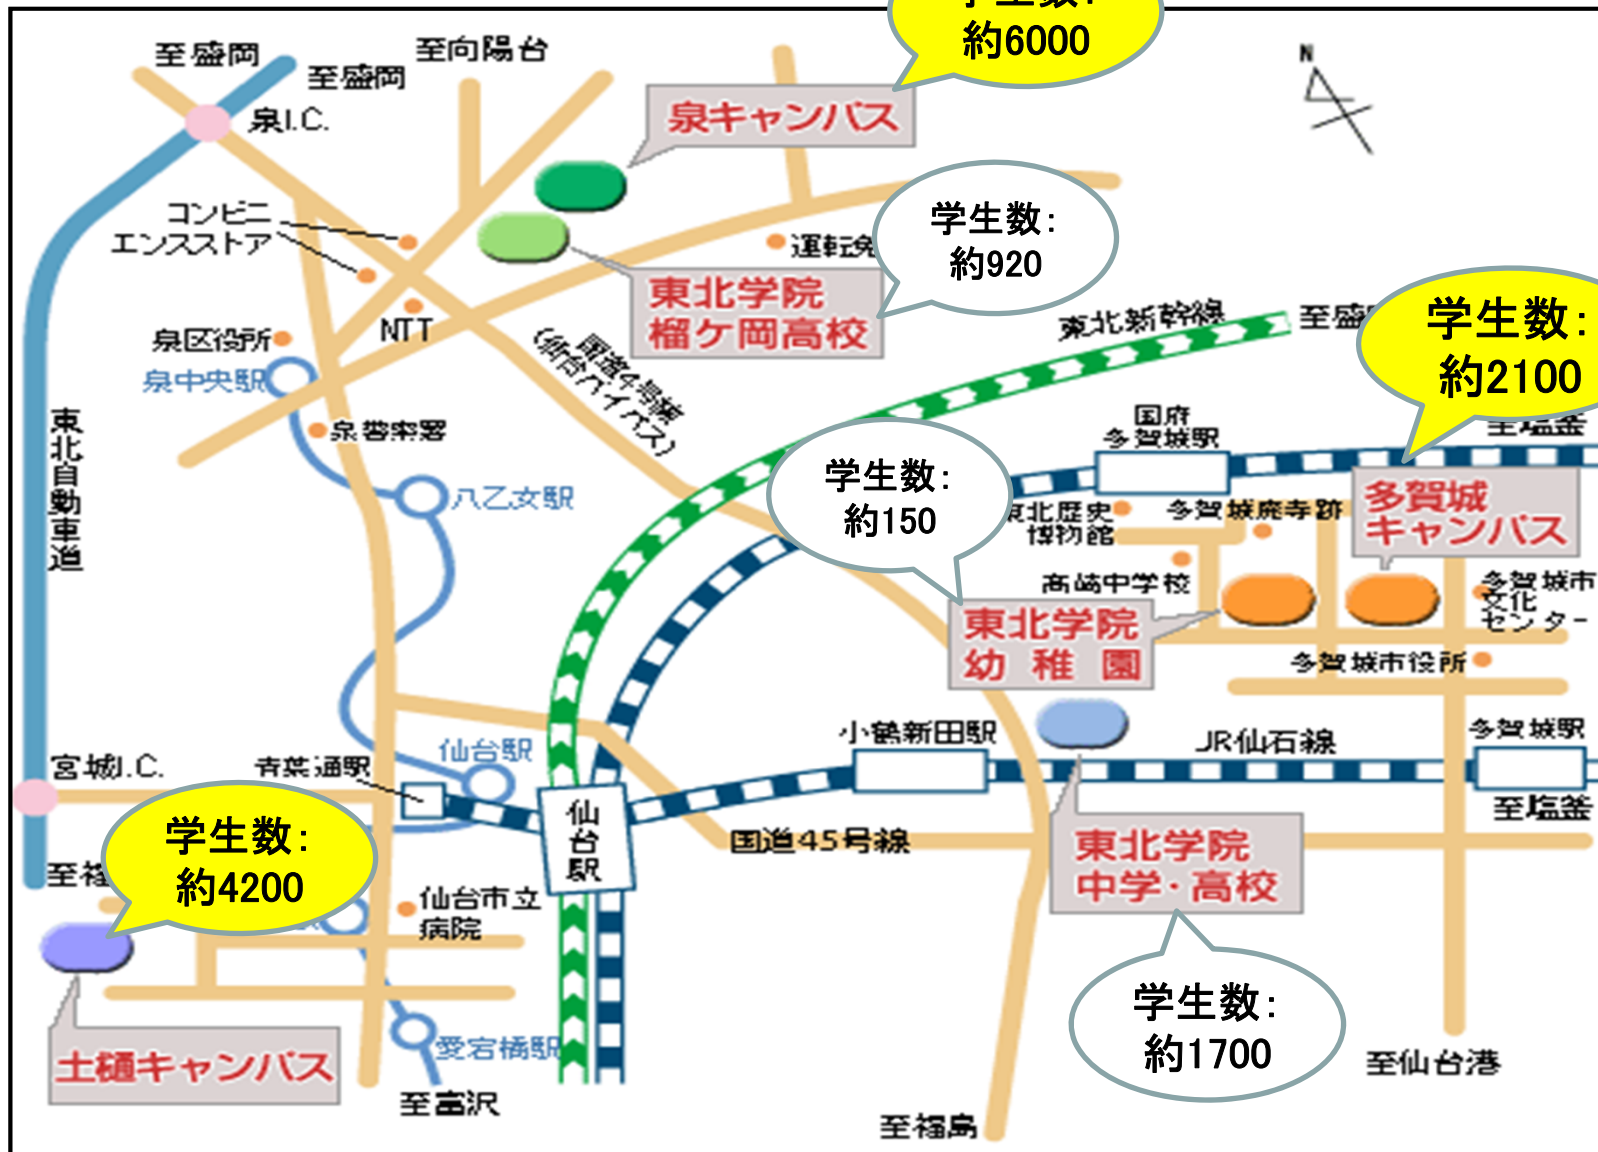 学生数：
約6000
至盛岡
至盛岡
至向陽台
N
泉I.C.
泉キャンパス
コンビニ
エンスストア
学生数：
約920
運転免
東北学院
榴ケ岡高校
NTT
泉区役所
泉中央駅
国道4号線
(仙台バイパス)
東北新幹線
至盛
学生数：
約2100
東北自動車道
泉警察署
八乙女駅
国府
多賀城駅
至塩釜
学生数：
約150
東北歴史
博物館
多賀城廃寺跡
多賀城
キャンパス
高崎中学校
多賀城市
文化
センター
東北学院
幼稚園
多賀城市役所
小鶴新田駅
JR仙石線
多賀城駅
至塩釜
宮城I.C.
青葉通駅
仙台駅
仙台駅
国道45号線
学生数：
約4200
至福
東北学院
中学・高校
仙台市立
病院
学生数：
約1700
土樋キャンパス
愛宕橋駅
至富沢
至福島
至仙台港